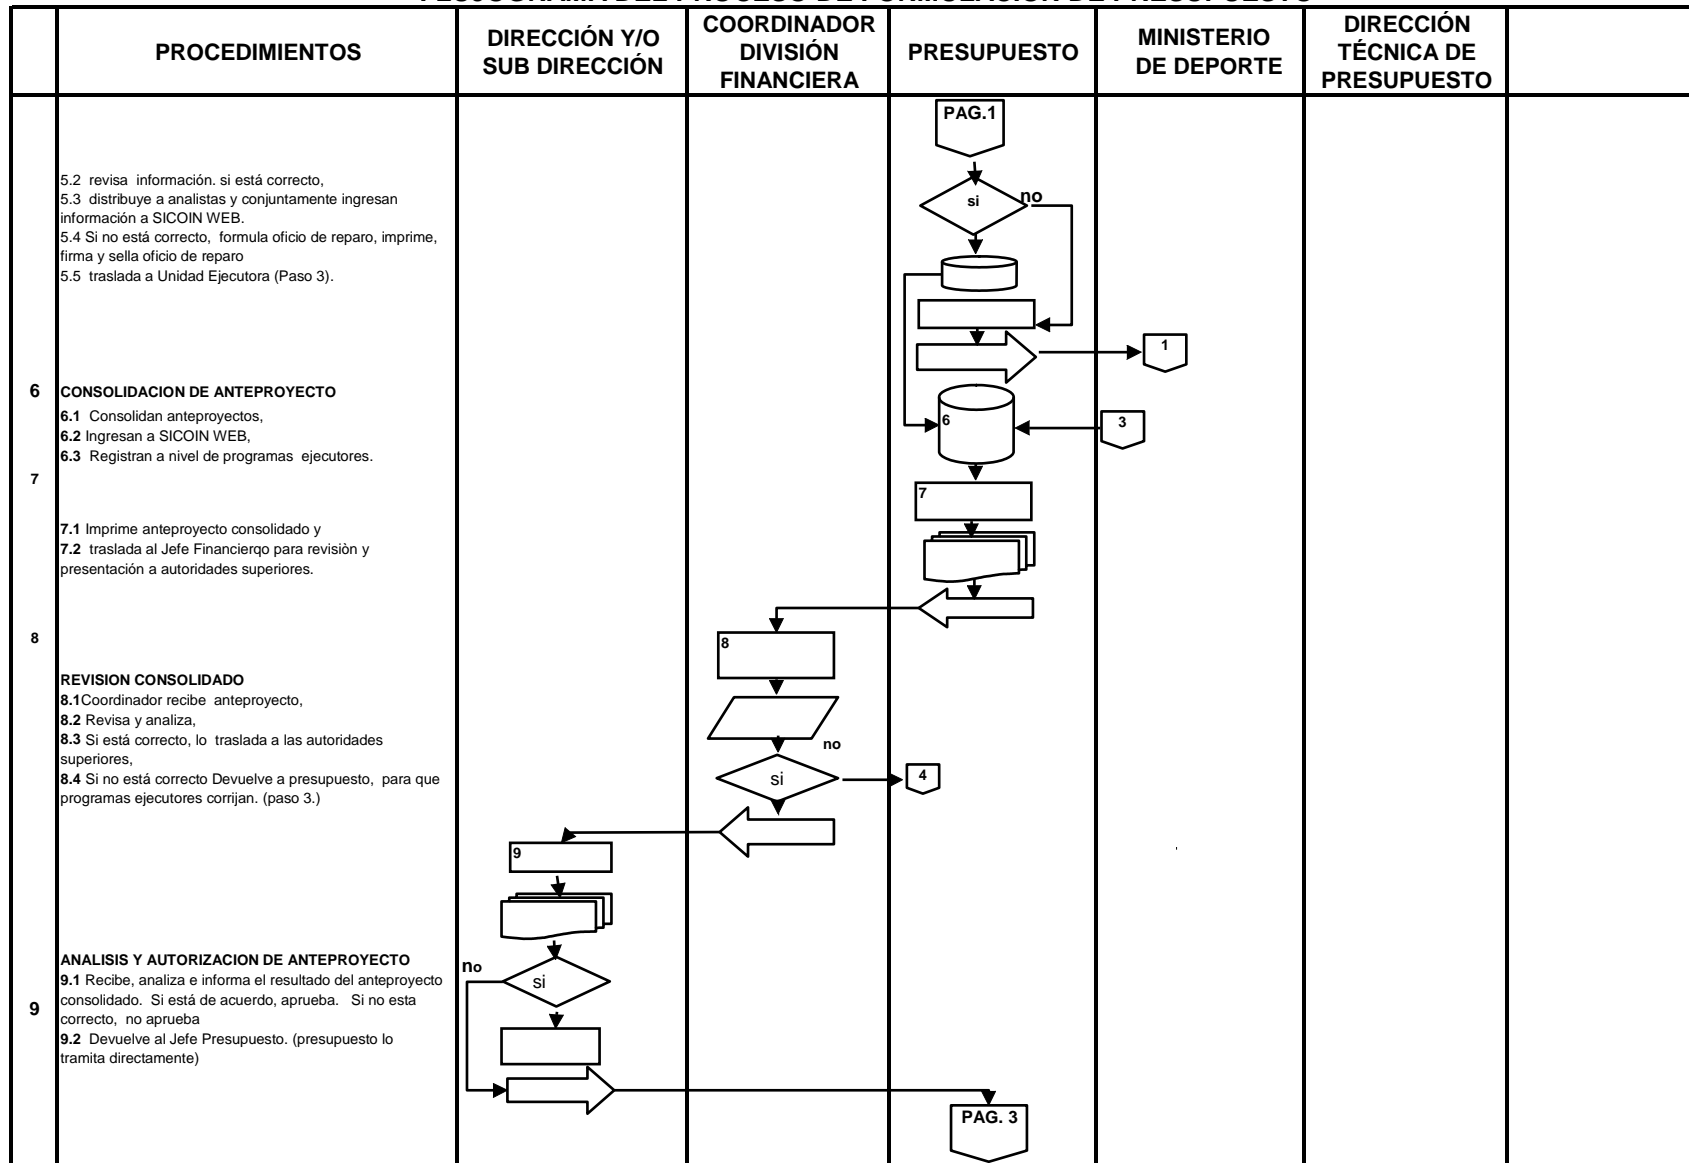 FLUJOGRAMA DEL PROCESO DE FORMULACION DE PRESUPUESTO
PROCEDIMIENTOS
DIRECCIÓN Y/O
SUB DIRECCIÓN
COORDINADOR
DIVISIÓN
FINANCIERA
PRESUPUESTO
MINISTERIO
DE DEPORTE
DIRECCIÓN
TÉCNICA DE
PRESUPUESTO
PAG.1
5.2 revisa información. si está correcto,
5.3 distribuye a analistas y conjuntamente ingresan
información a SICOIN WEB.
5.4 Si no está correcto, formula oficio de reparo, imprime,
firma y sella oficio de reparo
5.5 traslada a Unidad Ejecutora (Paso 3).
si
no
1
6
CONSOLIDACION DE ANTEPROYECTO
6.1 Consolidan anteproyectos,
6.2 Ingresan a SICOIN WEB,
6.3 Registran a nivel de programas ejecutores.
6
3
7
7
7.1 Imprime anteproyecto consolidado y
7.2 traslada al Jefe Financierqo para revisiòn y
presentación a autoridades superiores.
8
8
REVISION CONSOLIDADO
8.1Coordinador recibe anteproyecto,
8.2 Revisa y analiza,
8.3 Si está correcto, lo traslada a las autoridades
superiores,
8.4 Si no está correcto Devuelve a presupuesto, para que
programas ejecutores corrijan. (paso 3.)
no
si
4
9
ANALISIS Y AUTORIZACION DE ANTEPROYECTO
9.1 Recibe, analiza e informa el resultado del anteproyecto
consolidado. Si está de acuerdo, aprueba. Si no esta
correcto, no aprueba
9.2 Devuelve al Jefe Presupuesto. (presupuesto lo
tramita directamente)
9
no
si
PAG. 3